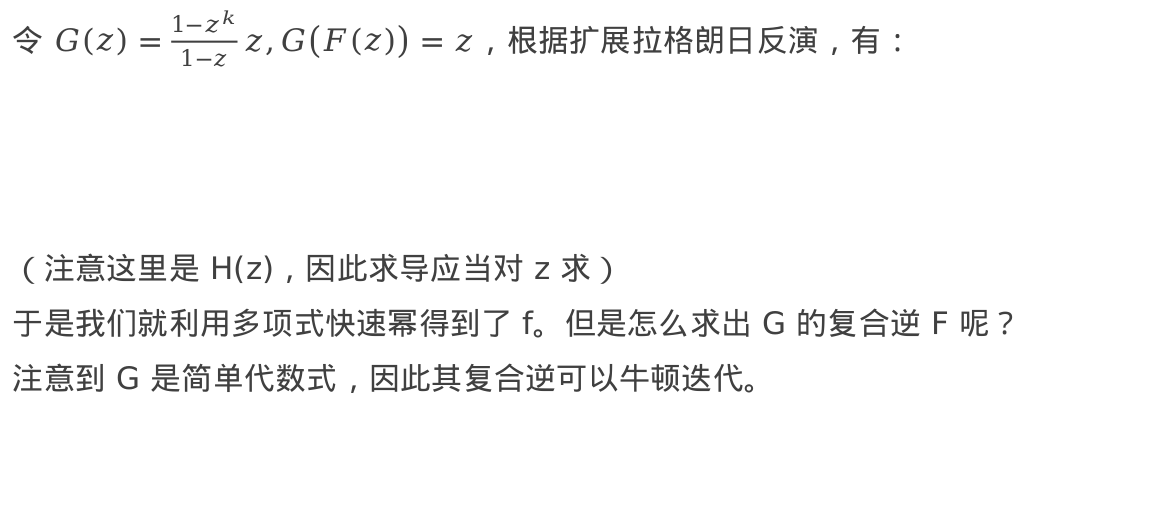 令 G(z) = \frac{1-z^k}{1-z} z, G(F(z)) = z，根据扩展拉格朗日反演，有：
（注意这里是 H(z)，因此求导应当对 z 求）
于是我们就利用多项式快速幂得到了 f。但是怎么求出 G 的复合逆 F 呢？
注意到 G 是简单代数式，因此其复合逆可以牛顿迭代。